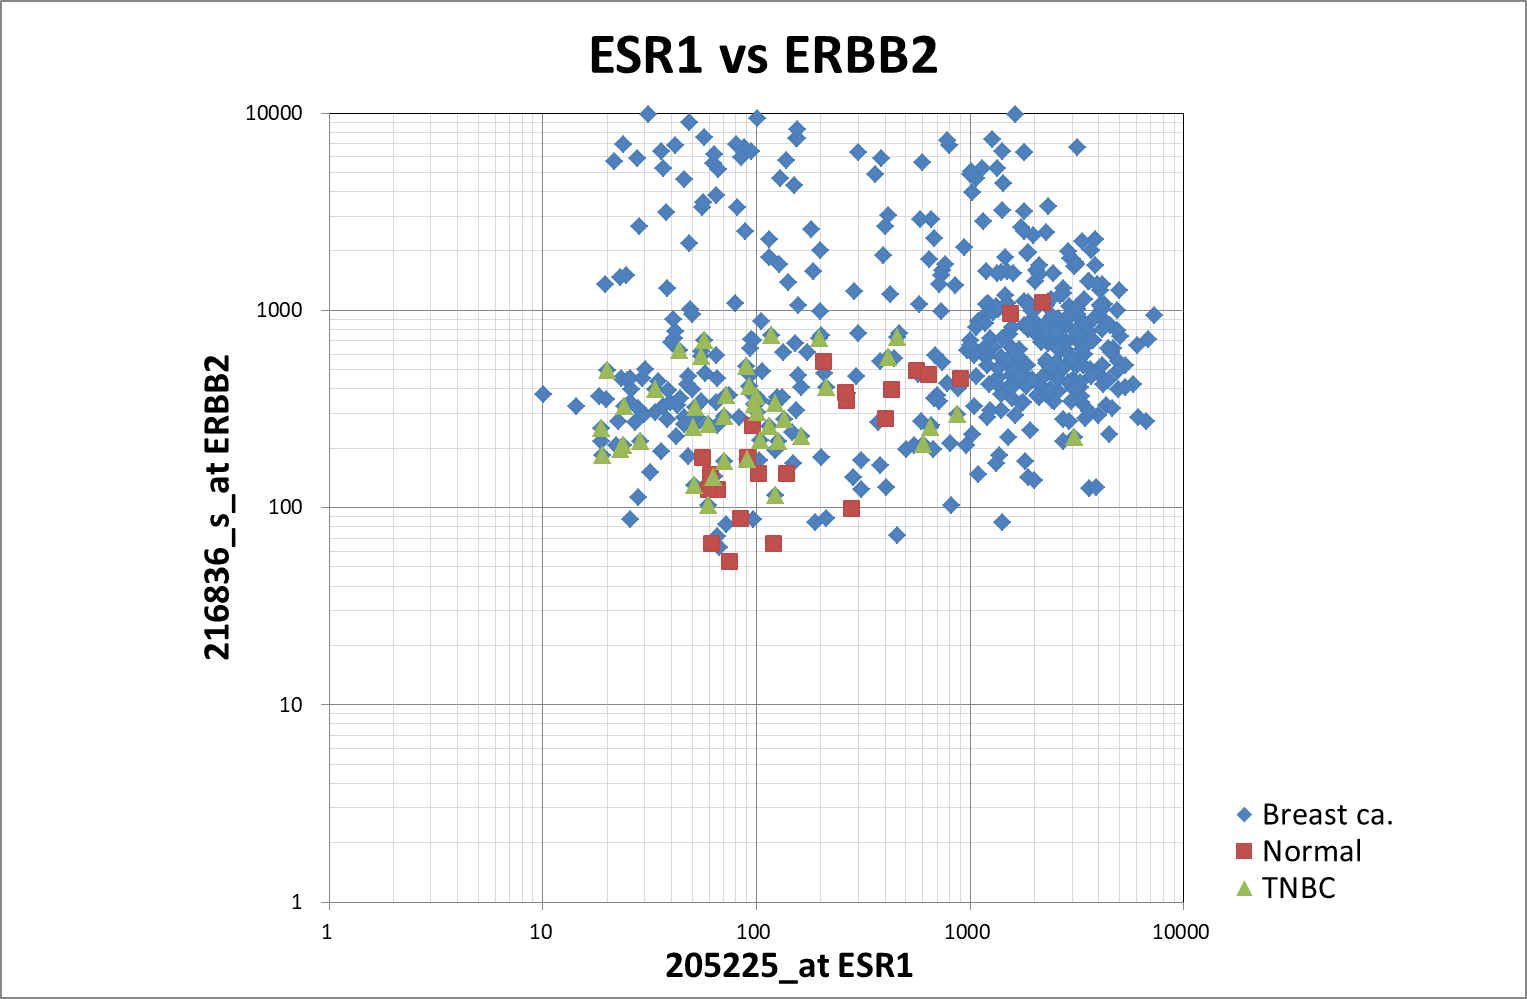 ESR1 vs ERBB2
10000
1000
100
10
1
216836_s_at ERBB2
1 10 100 1000 10000
205225_at ESR1
Breast ca.
Normal
TNBC